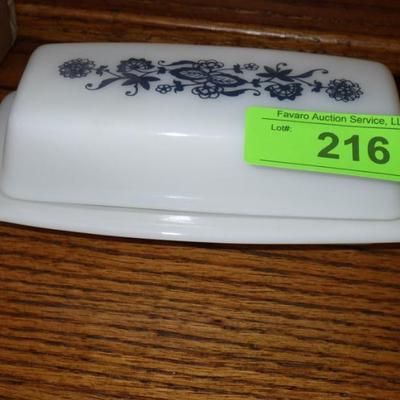 Favaro Auction Service, LL
Lot#:
216